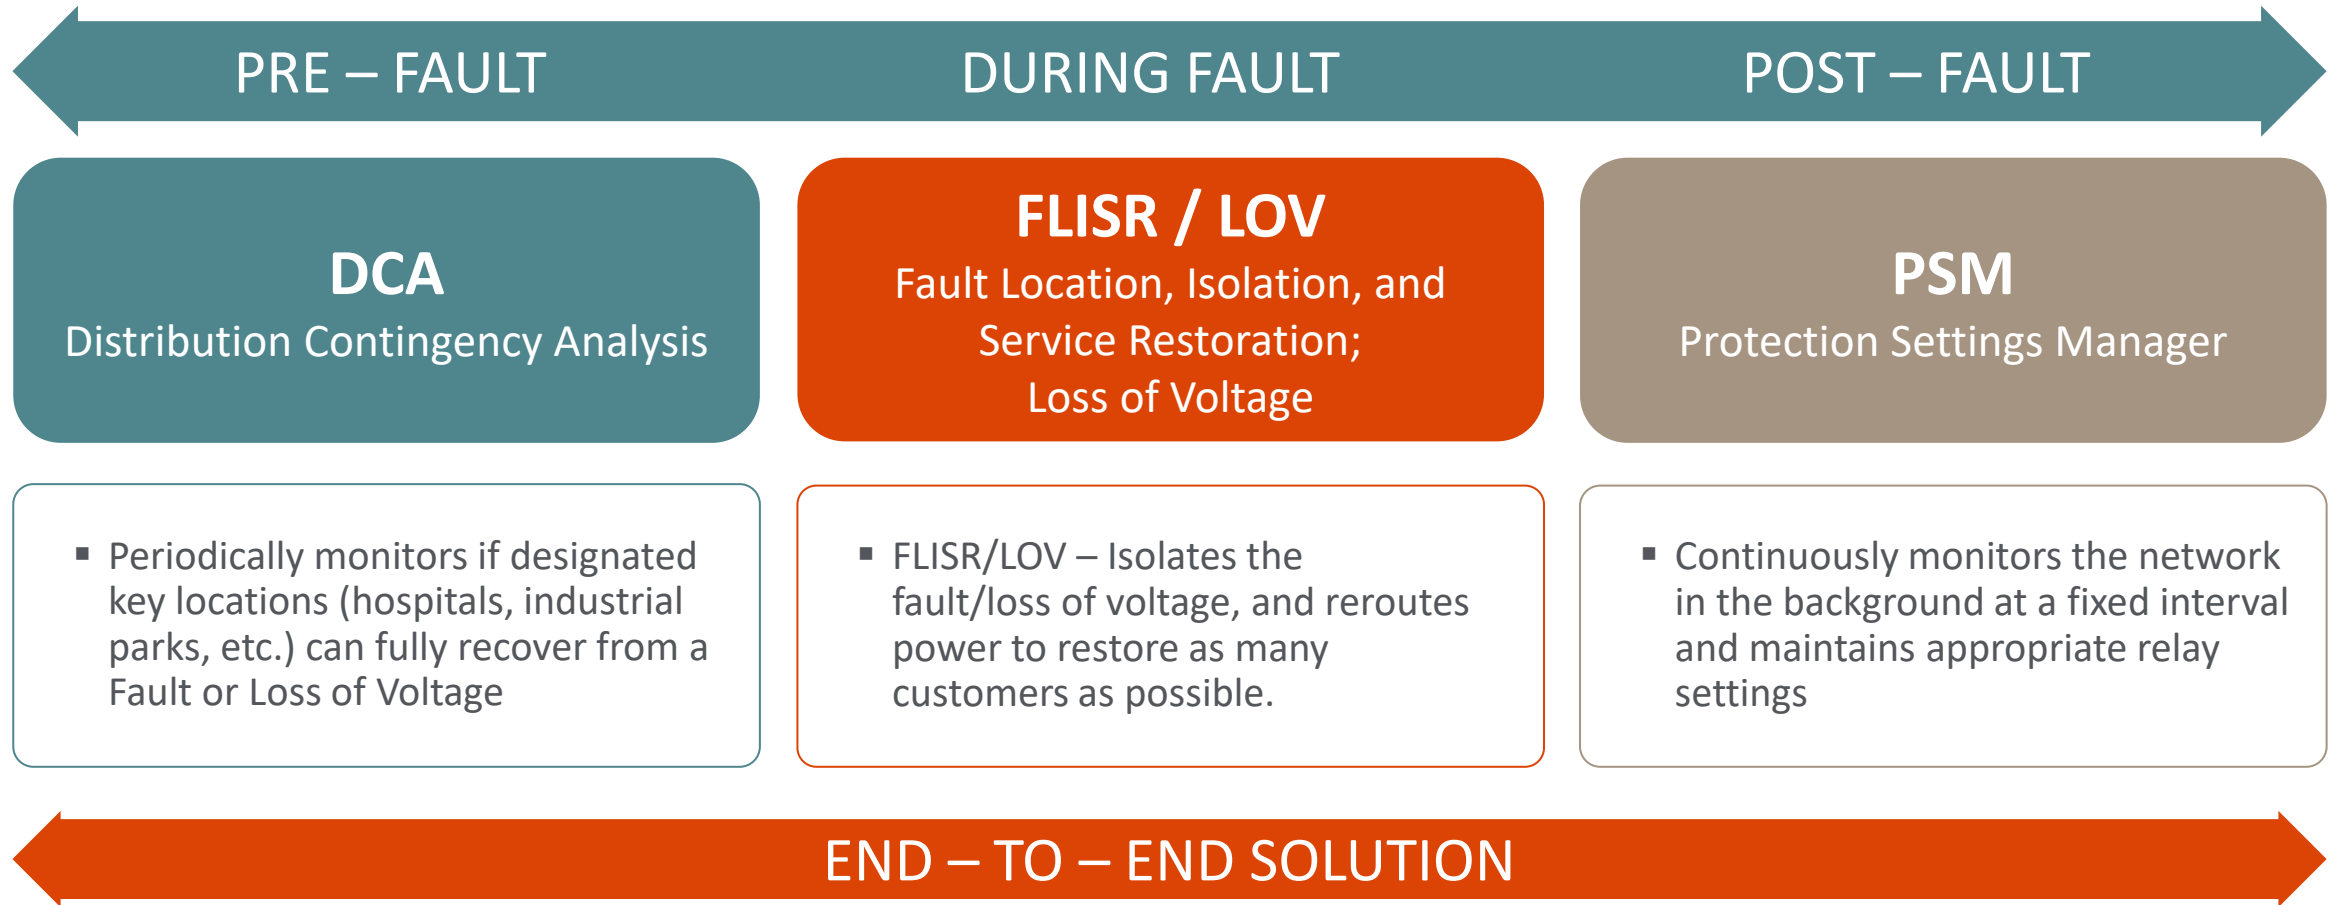 PRE – FAULT
DURING FAULT
POST – FAULT
DCA
Distribution Contingency Analysis
FLISR / LOV
Fault Location, Isolation, and
Service Restoration;
Loss of Voltage
PSM
Protection Settings Manager
▪ Periodically monitors if designated
key locations (hospitals, industrial
parks, etc.) can fully recover from a
Fault or Loss of Voltage
▪ FLISR/LOV – Isolates the
fault/loss of voltage, and reroutes
power to restore as many
customers as possible.
▪ Continuously monitors the network
in the background at a fixed interval
and maintains appropriate relay
settings
END – TO – END SOLUTION